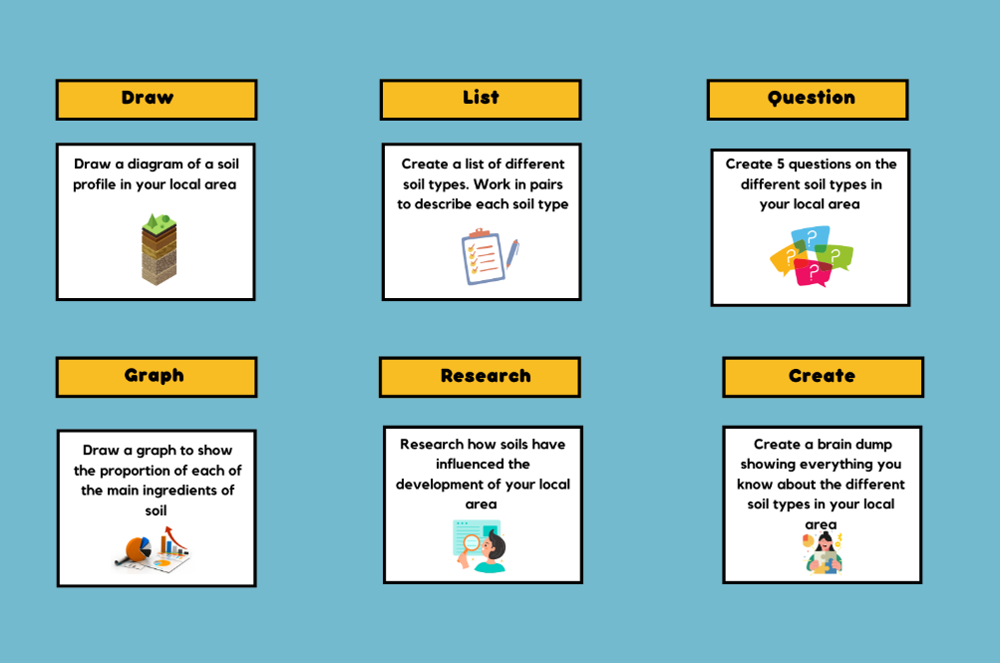 Draw
Draw a diagram of a soil
profile in your local area
List
Create a list of different
soil types. Work in pairs
to describe each soil type
Question
Create 5 questions on the
different soil types in
your local area
? ? ? ?
Graph
Draw a graph to show
the proportion of each of
the main ingredients of
soil
Research
Research how soils have
influenced the
development of your local
area
Create
Create a brain dump
showing everything you
know about the different
soil types in your local
area